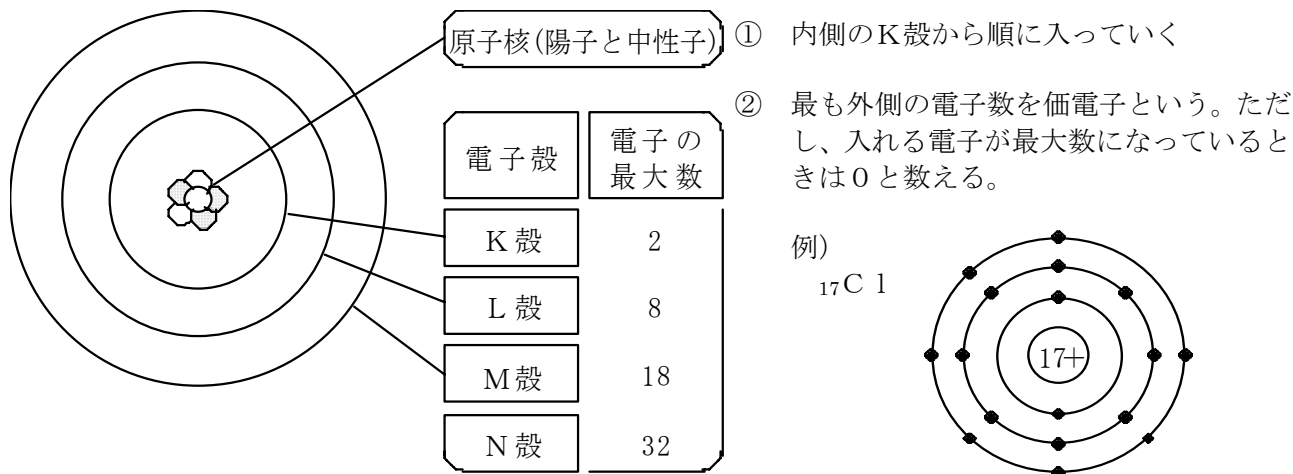 原子核(陽子と中性子)
電子殻
電子の
最大数
K殻
2
L殻
8
M殻
18
N殻
32
① 内側のK殻から順に入っていく
② 最も外側の電子数を価電子という。ただ
し、入れる電子が最大数になっていると
きは0と数える。
例)
17Cl
17+